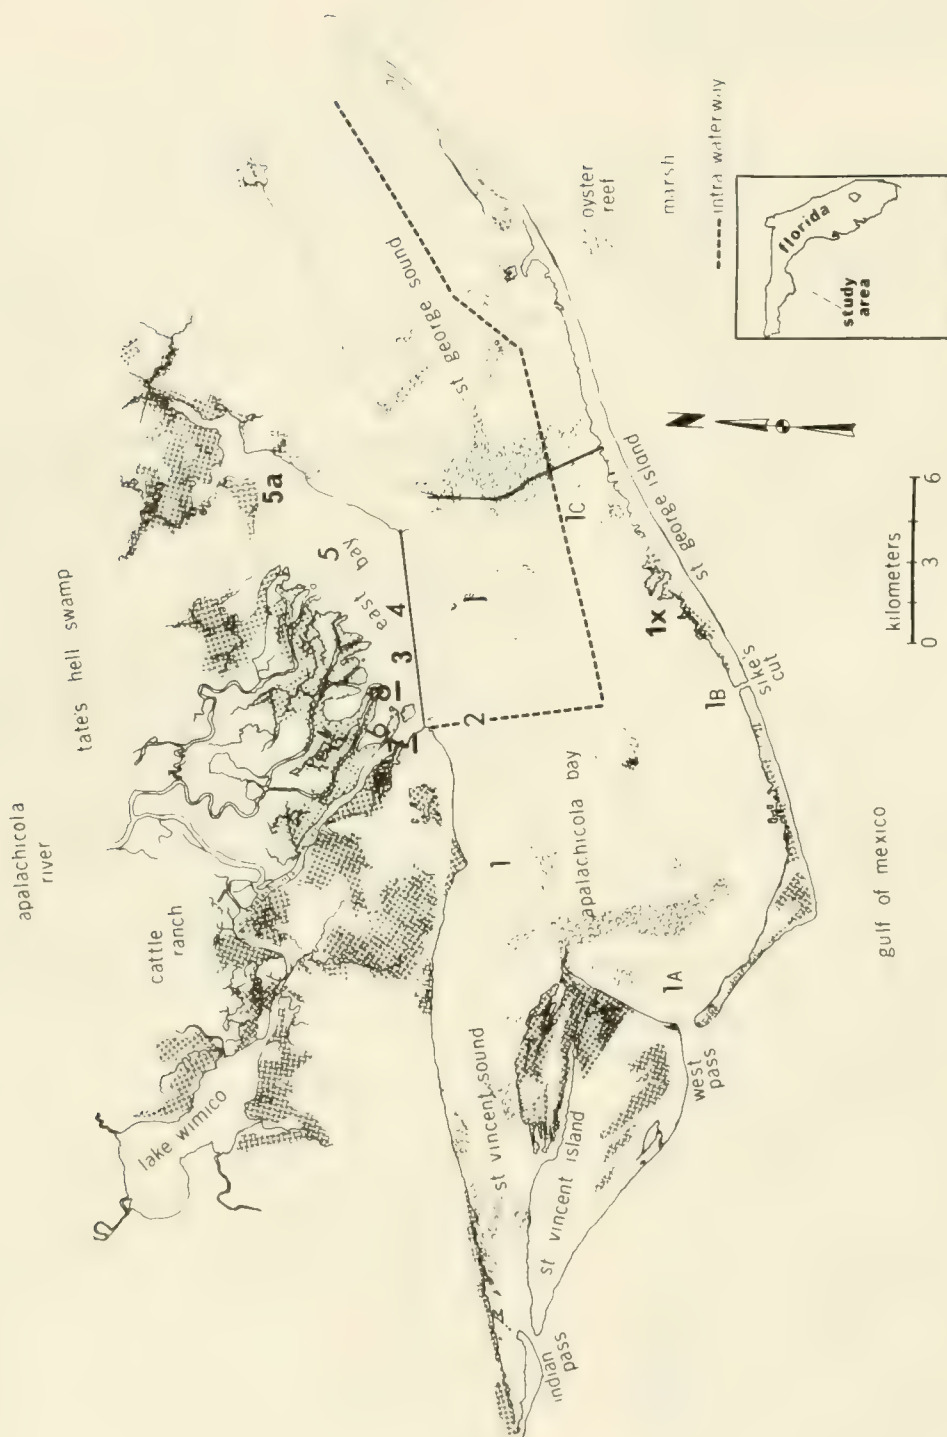 apalachicola
river
tate's hell swamp
cattle
ranch
lake wimico
5a
5
east bay
4
3
6
2
1
st george sound
1C
1x
st george island
1B
sike's
cut
apalachicola bay
1A
west
pass
st vincent sound
st vincent island
indian
pass
gulf of mexico
oyster
reef
marsh
intra waterway
florida
study
area
N
kilometers
0 3 6